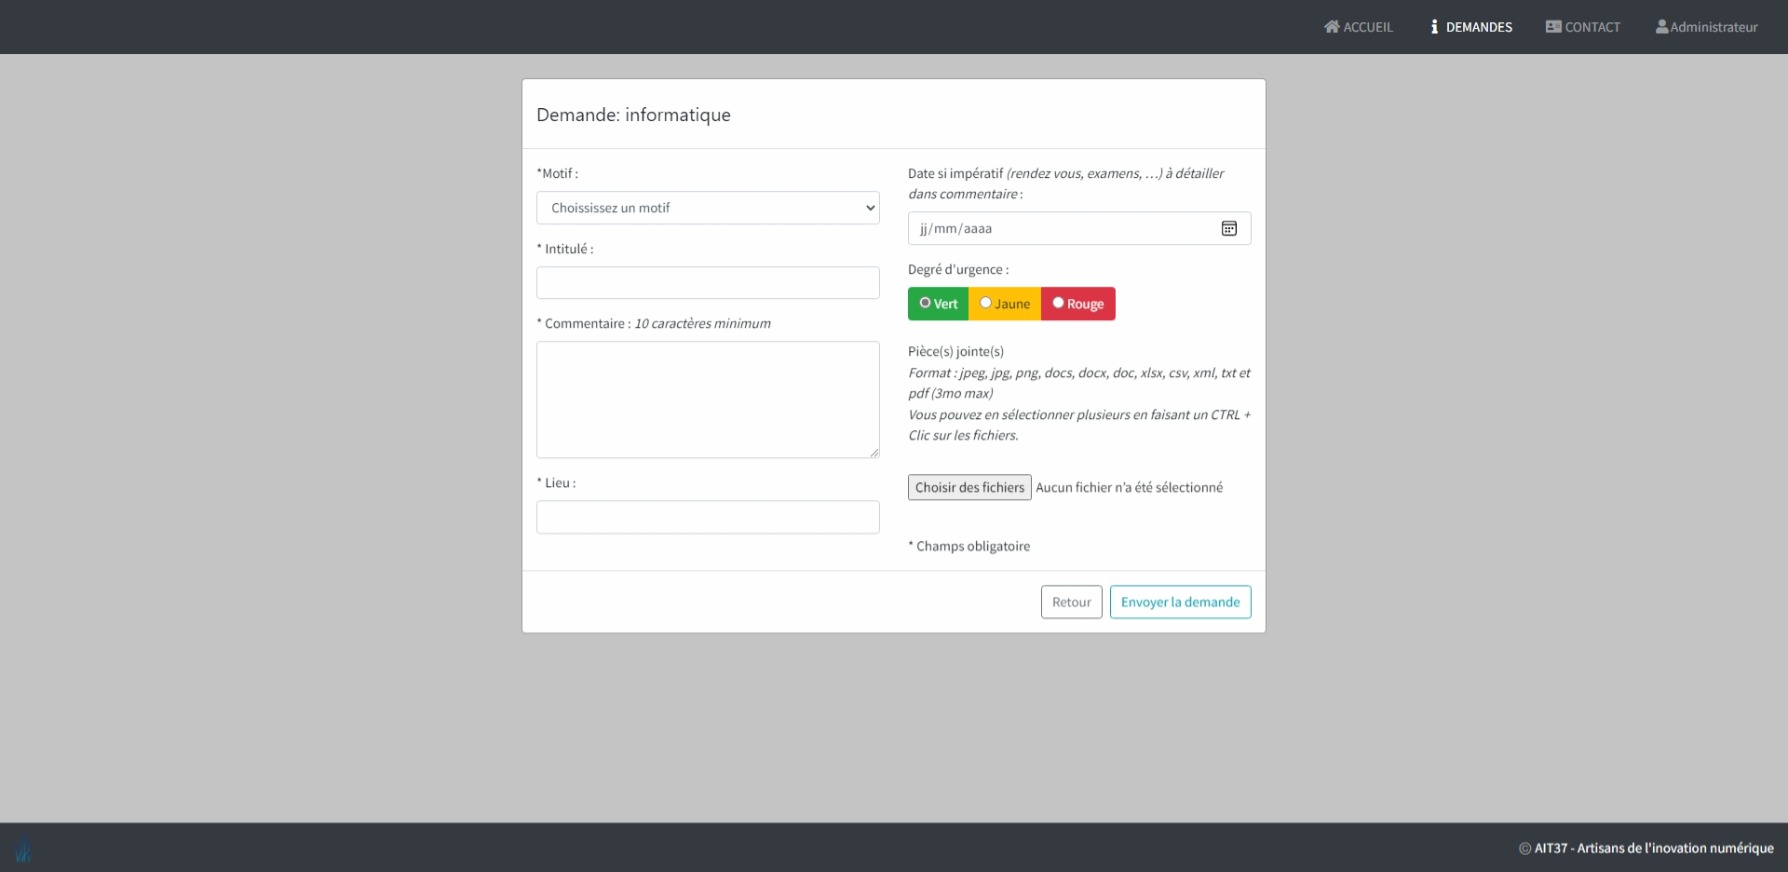 ACCUEIL
DEMANDES
CONTACT
Administrateur
Demande: informatique
*Motif :
Choississez un motif
* Intitulé :
* Commentaire : 10 caractères minimum
* Lieu :
Date si impératif (rendez vous, examens, ...) à détailler
dans commentaire :
jj/mm/aaaa
Degré d'urgence :
Vert
Jaune
Rouge
Pièce(s) jointe(s)
Format : jpeg, jpg, png, docs, docx, doc, xlsx, csv, xml, txt et
pdf (3mo max)
Vous pouvez en sélectionner plusieurs en faisant un CTRL +
Clic sur les fichiers.
Choisir des fichiers Aucun fichier n'a été sélectionné
* Champs obligatoire
Retour
Envoyer la demande
© AIT37 - Artisans de l'inovation numérique